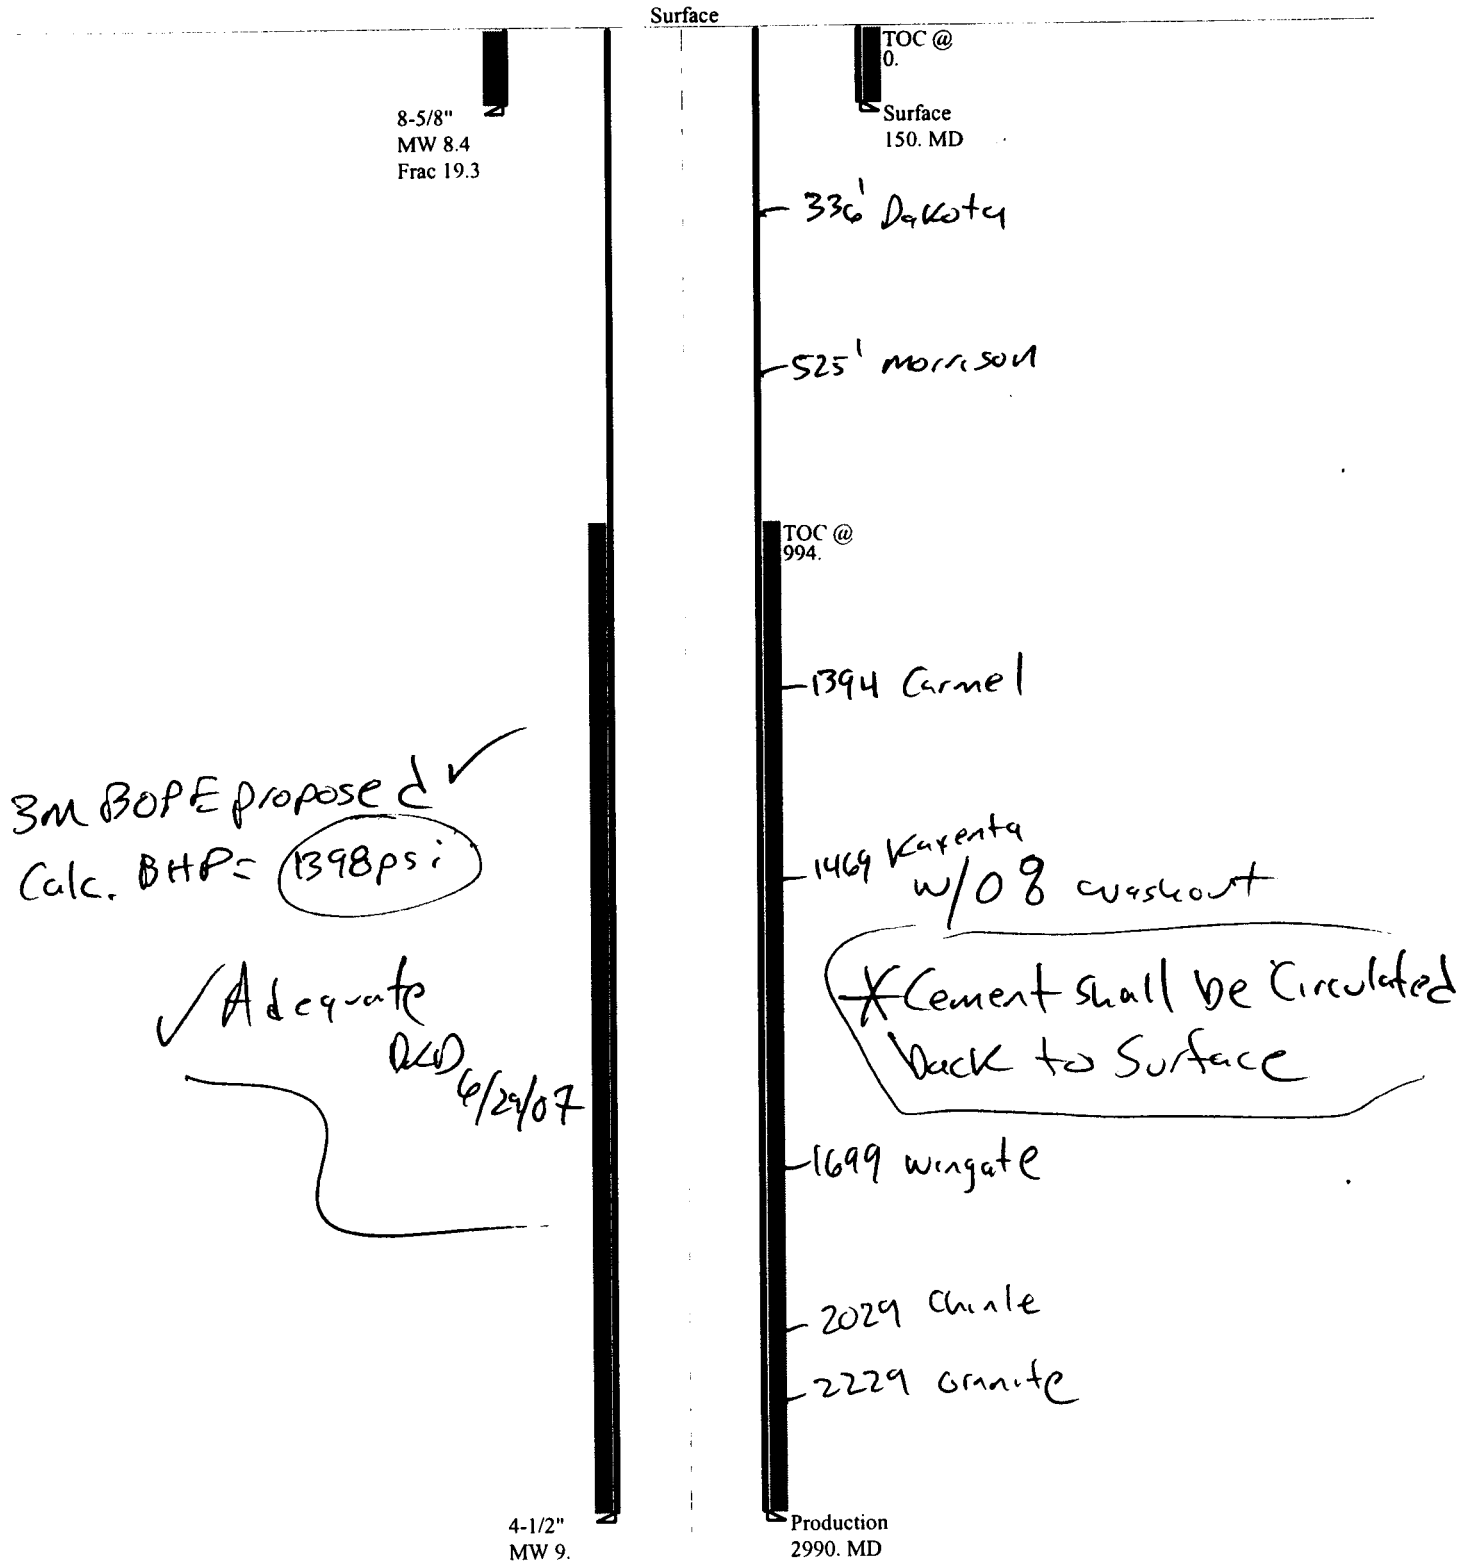 Surface
TOC @
0.
8-5/8"
MW 8.4
Frac 19.3
Surface
150. MD
336' Dakota
525' morrison
TOC @
994.
1394 Carmel
3M BOPE proposed ✓
Calc. BHP= 1398psi
1469 Kayenta
w/0% washout
✓ Adequate
DKD 6/29/07
*Cement shall be Circulated
back to Surface
1699 wingate
2029 Chinle
2229 Granite
4-1/2"
MW 9.
Production
2990. MD